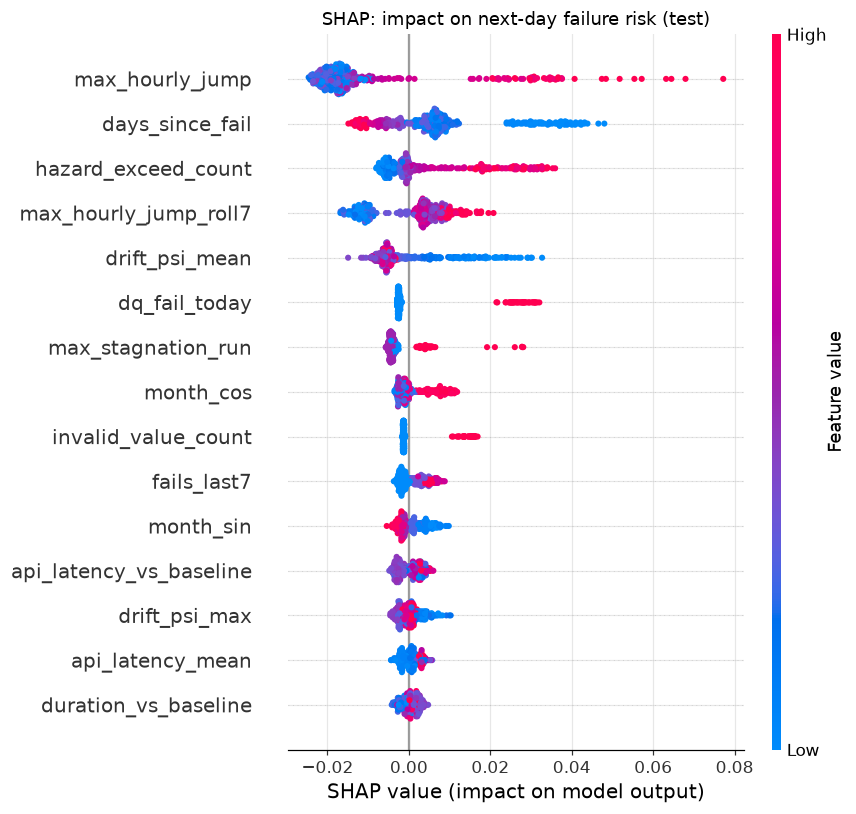 SHAP: impact on next-day failure risk (test)
High
max_hourly_jump
days_since_fail
hazard_exceed_count
max_hourly_jump_roll7
drift_psi_mean
dq_fail_today
max_stagnation_run
month_cos
invalid_value_count
fails_last7
month_sin
api_latency_vs_baseline
drift_psi_max
api_latency_mean
duration_vs_baseline
Feature value
Low
−0.02 0.00 0.02 0.04 0.06 0.08
SHAP value (impact on model output)